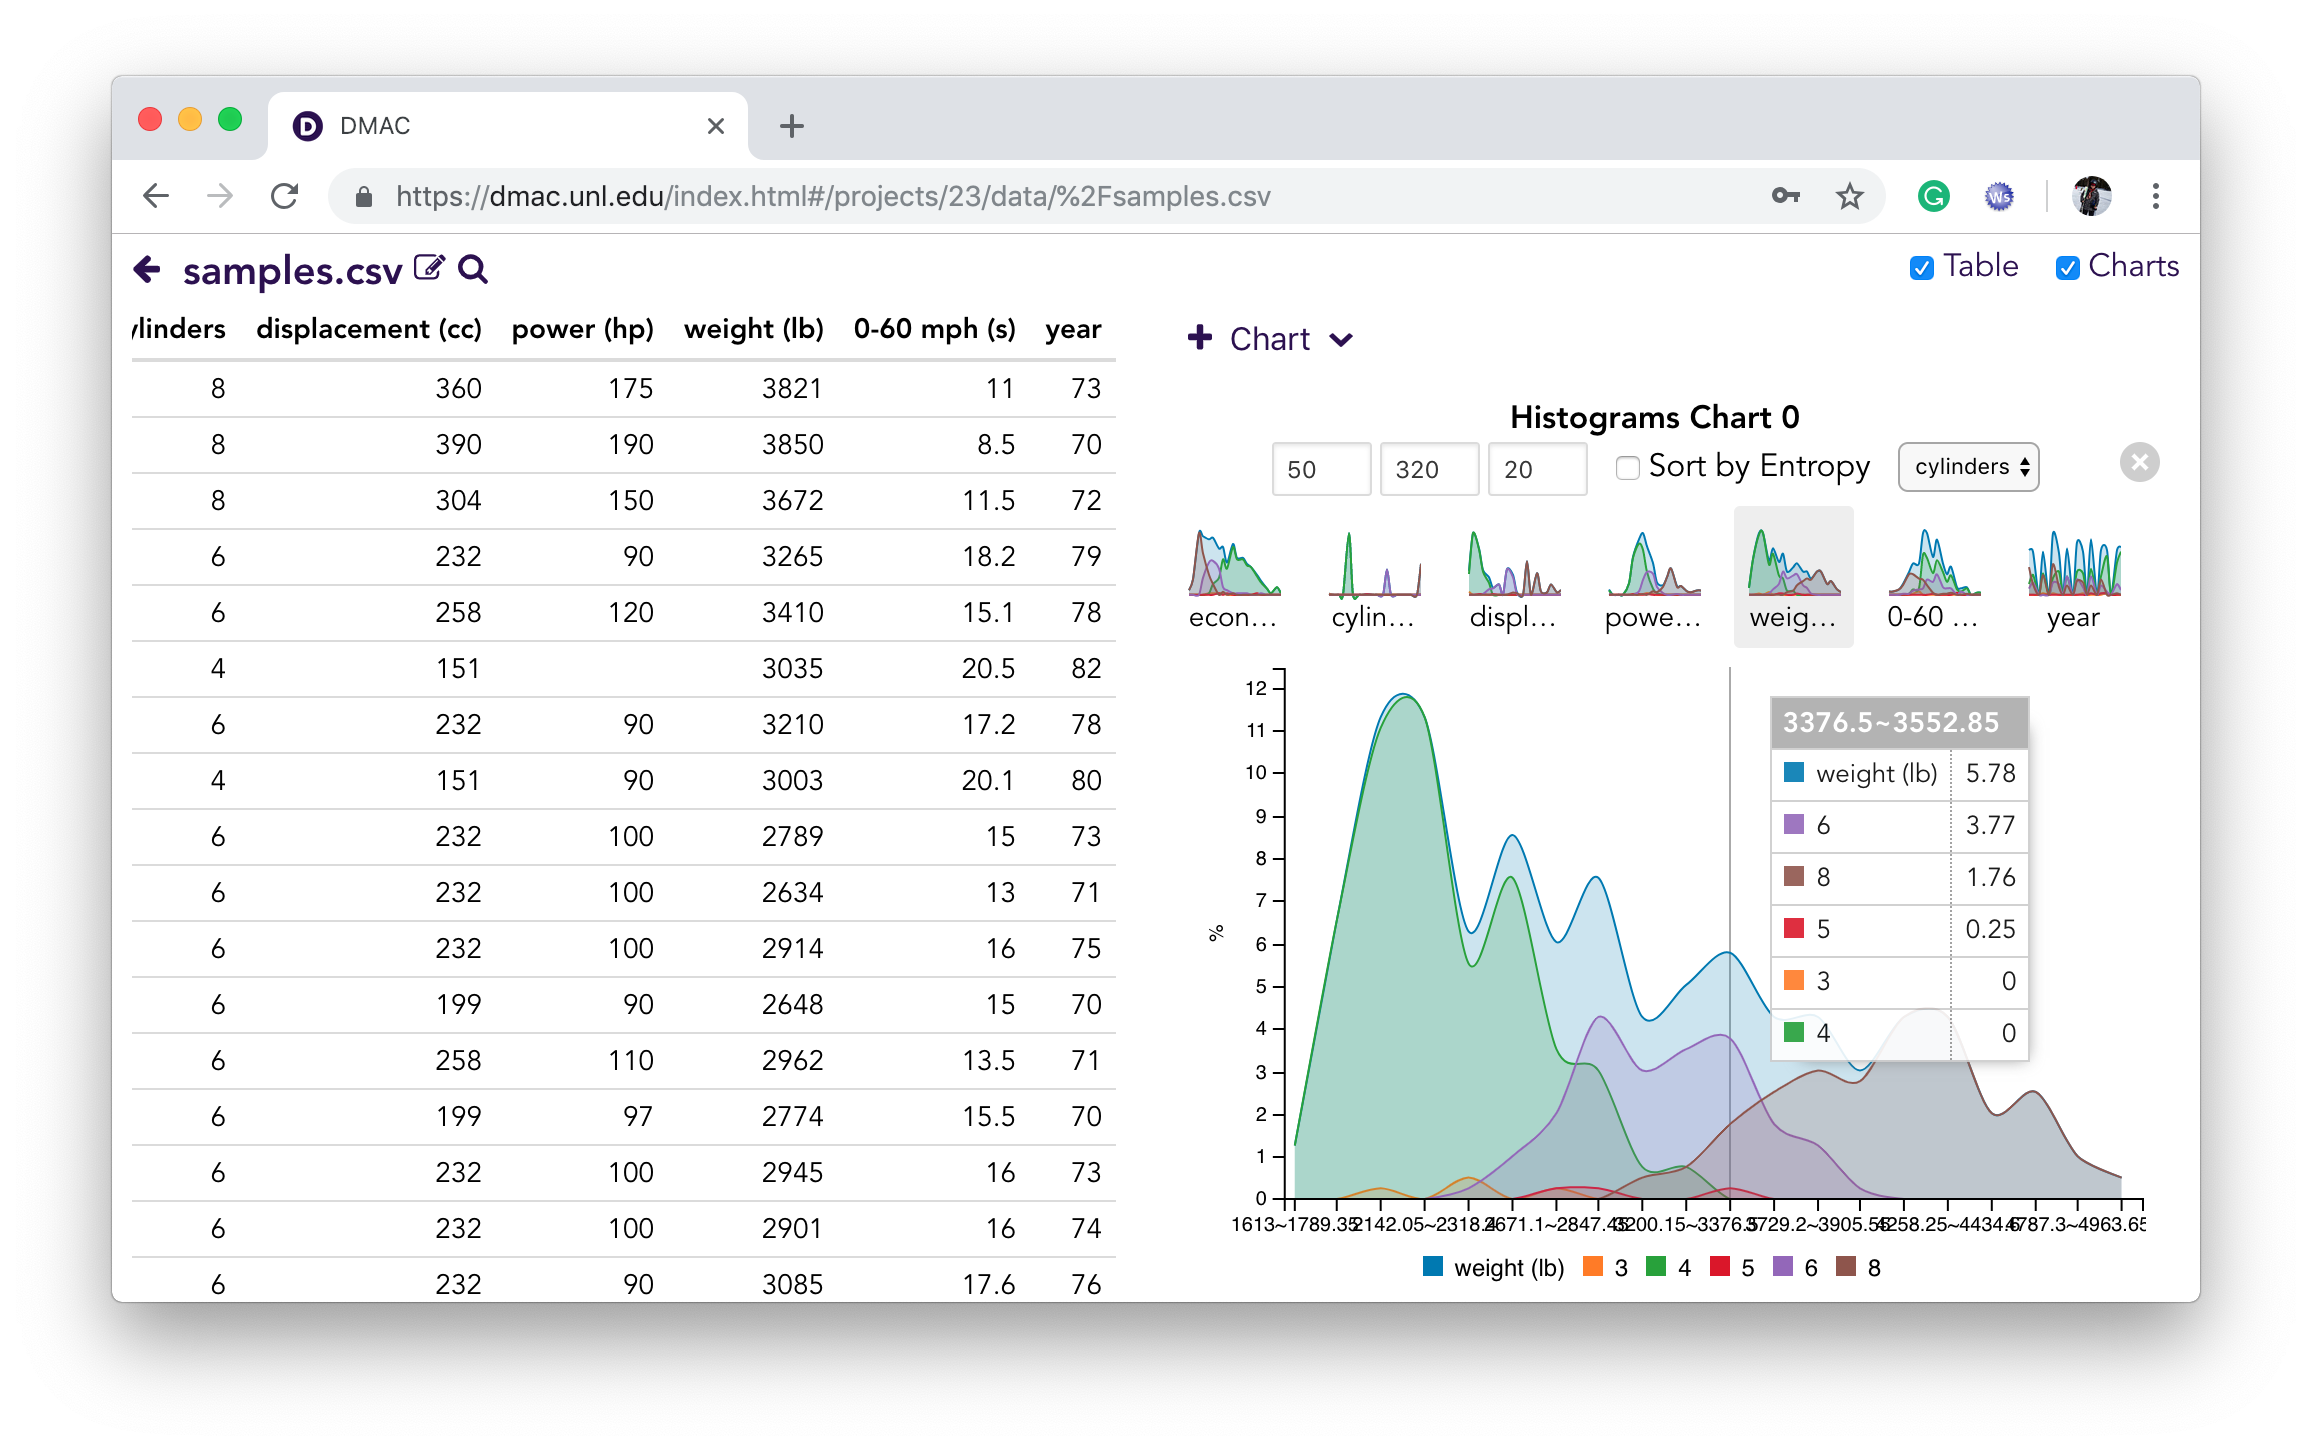 DMAC
https://dmac.unl.edu/index.html#/projects/23/data/%2Fsamples.csv
samples.csv
Table Charts
ylinders displacement (cc) power (hp) weight (lb) 0-60 mph (s) year
8 360 175 3821 11 73
8 390 190 3850 8.5 70
8 304 150 3672 11.5 72
6 232 90 3265 18.2 79
6 258 120 3410 15.1 78
4 151 3035 20.5 82
6 232 90 3210 17.2 78
4 151 90 3003 20.1 80
6 232 100 2789 15 73
6 232 100 2634 13 71
6 232 100 2914 16 75
6 199 90 2648 15 70
6 258 110 2962 13.5 71
6 199 97 2774 15.5 70
6 232 100 2945 16 73
6 232 100 2901 16 74
6 232 90 3085 17.6 76
Chart
Histograms Chart 0
50 320 20 Sort by Entropy cylinders
econ... cylin... displ... powe... weig... 0-60 ... year
12
11
10
9
8
7
6
5
4
3
2
1
0
%
3376.5~3552.85
weight (lb) 5.78
6 3.77
8 1.76
5 0.25
3 0
4 0
1613~1789.35 2142.05~2318.4 2671.1~2847.45 3200.15~3376.5 3729.2~3905.55 4258.25~4434.6 4787.3~4963.65
weight (lb) 3 4 5 6 8